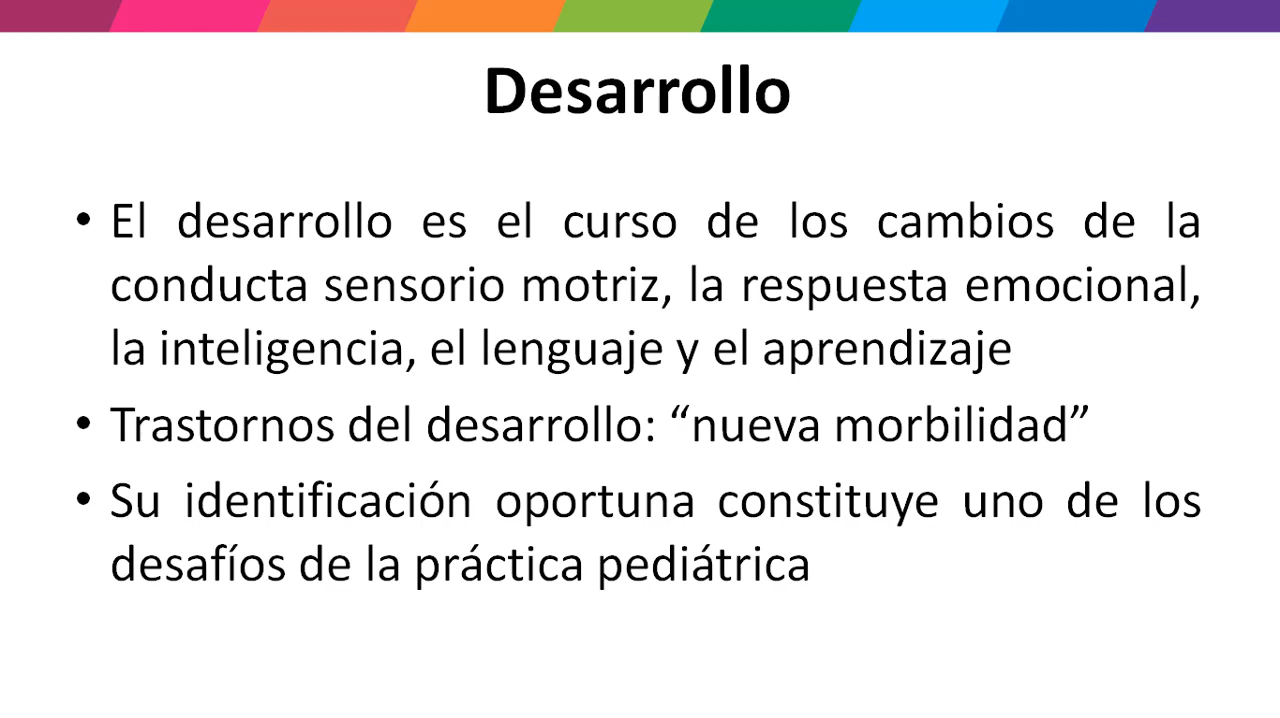 Desarrollo
• El desarrollo es el curso de los cambios de la
conducta sensorio motriz, la respuesta emocional,
la inteligencia, el lenguaje y el aprendizaje
• Trastornos del desarrollo: “nueva morbilidad”
• Su identificación oportuna constituye uno de los
desafíos de la práctica pediátrica